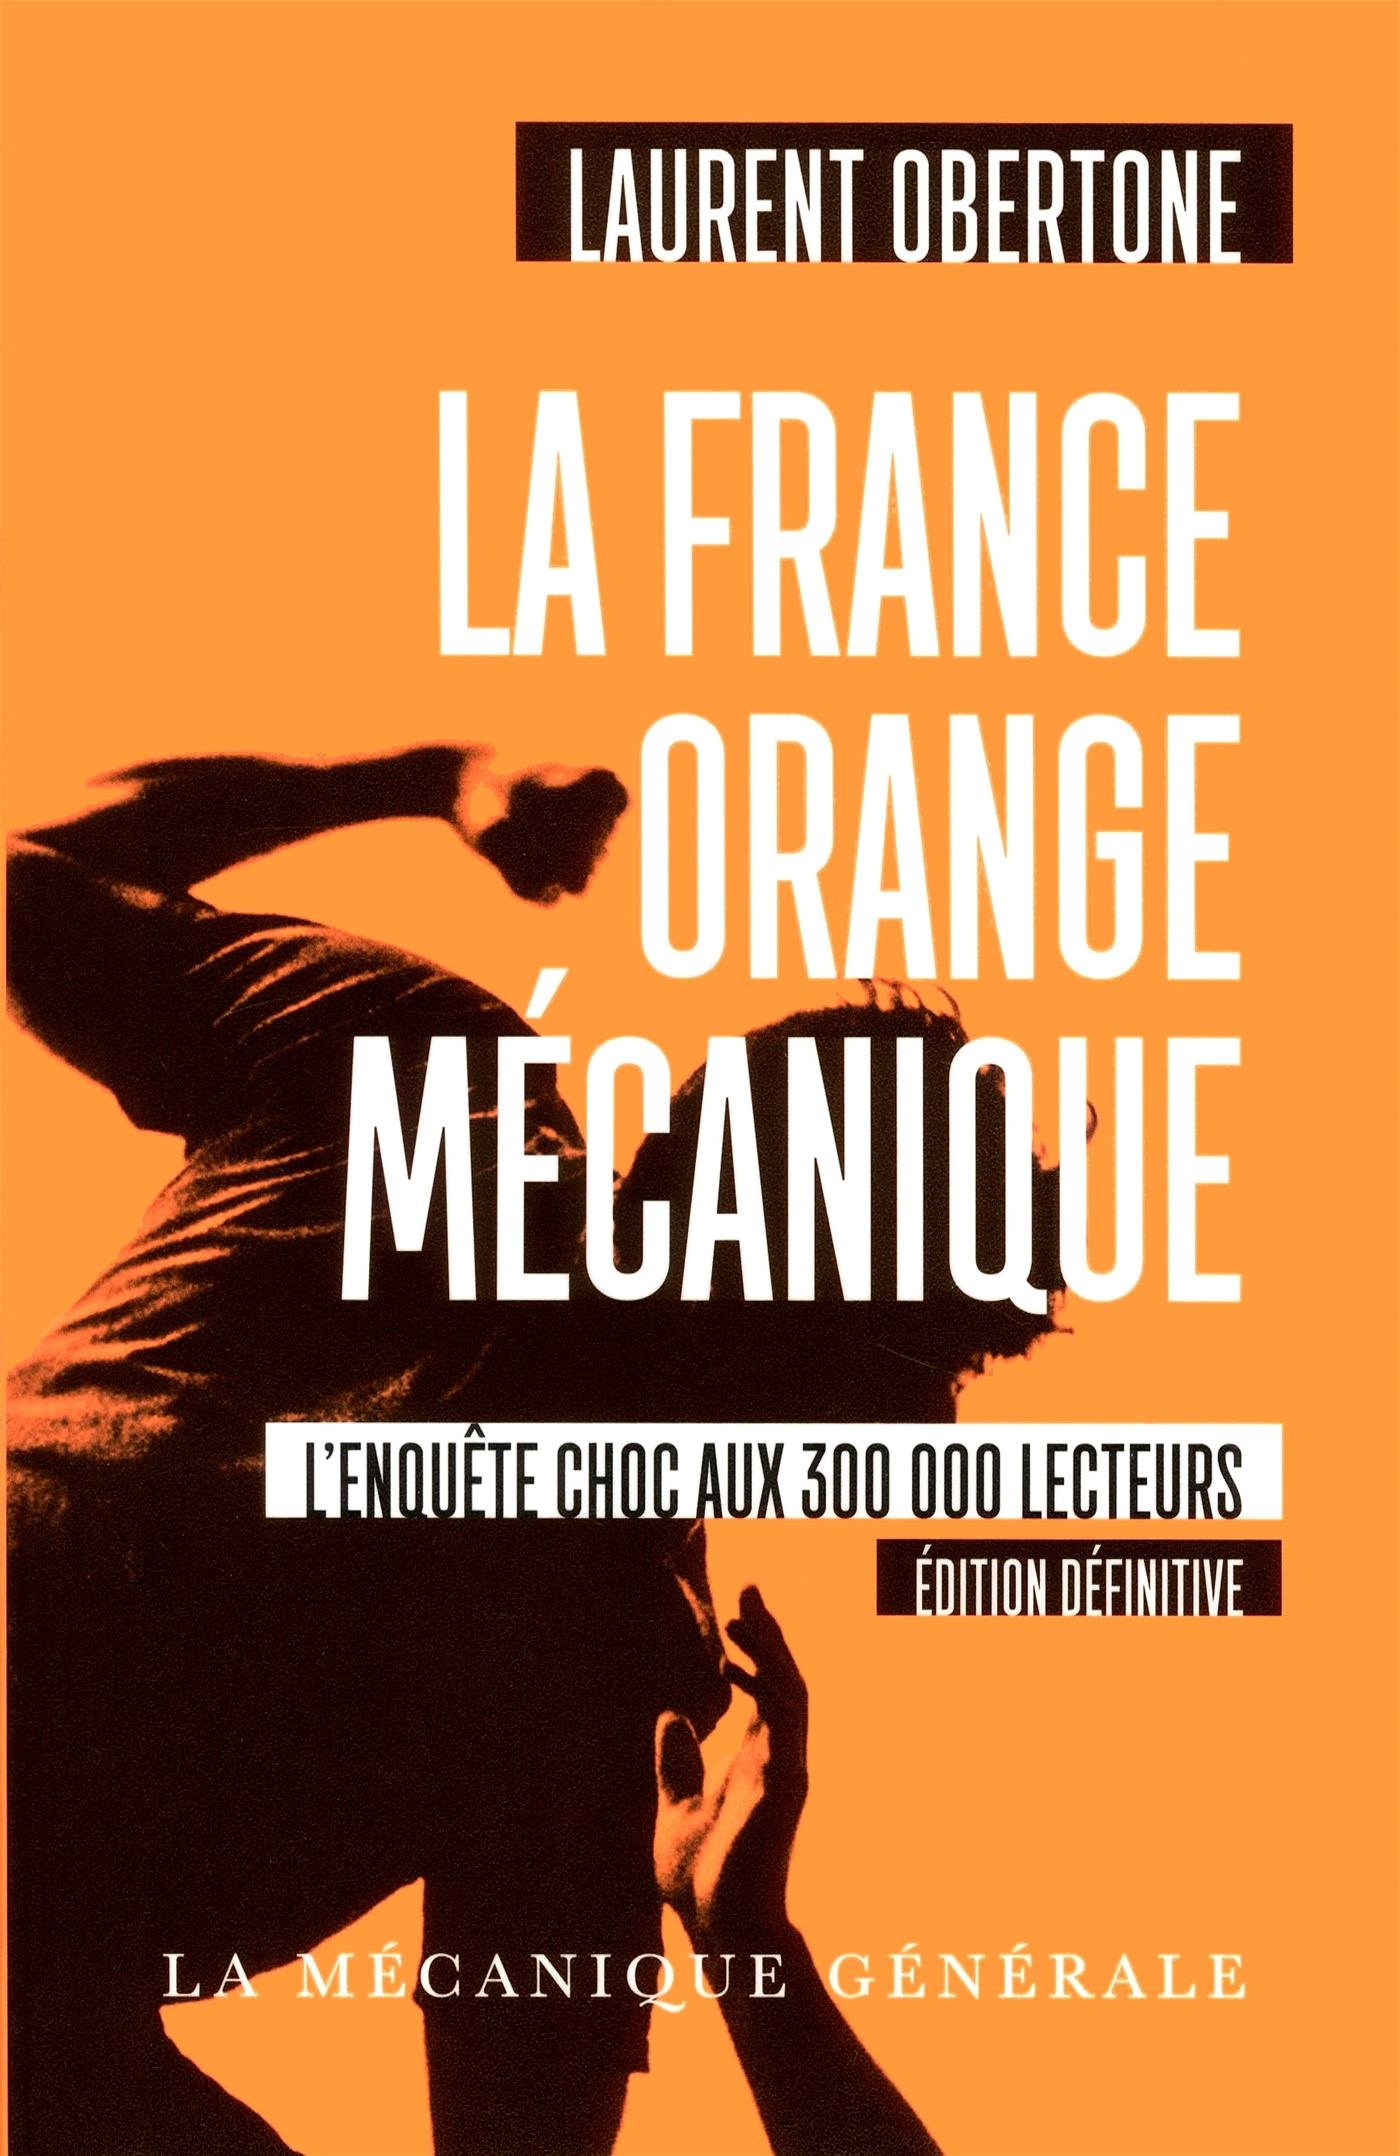 LAURENT OBERTONE
LA FRANCE
ORANGE
MÉCANIQUE
L'ENQUÊTE CHOC AUX 300 000 LECTEURS
ÉDITION DÉFINITIVE
LA MÉCANIQUE GÉNÉRALE